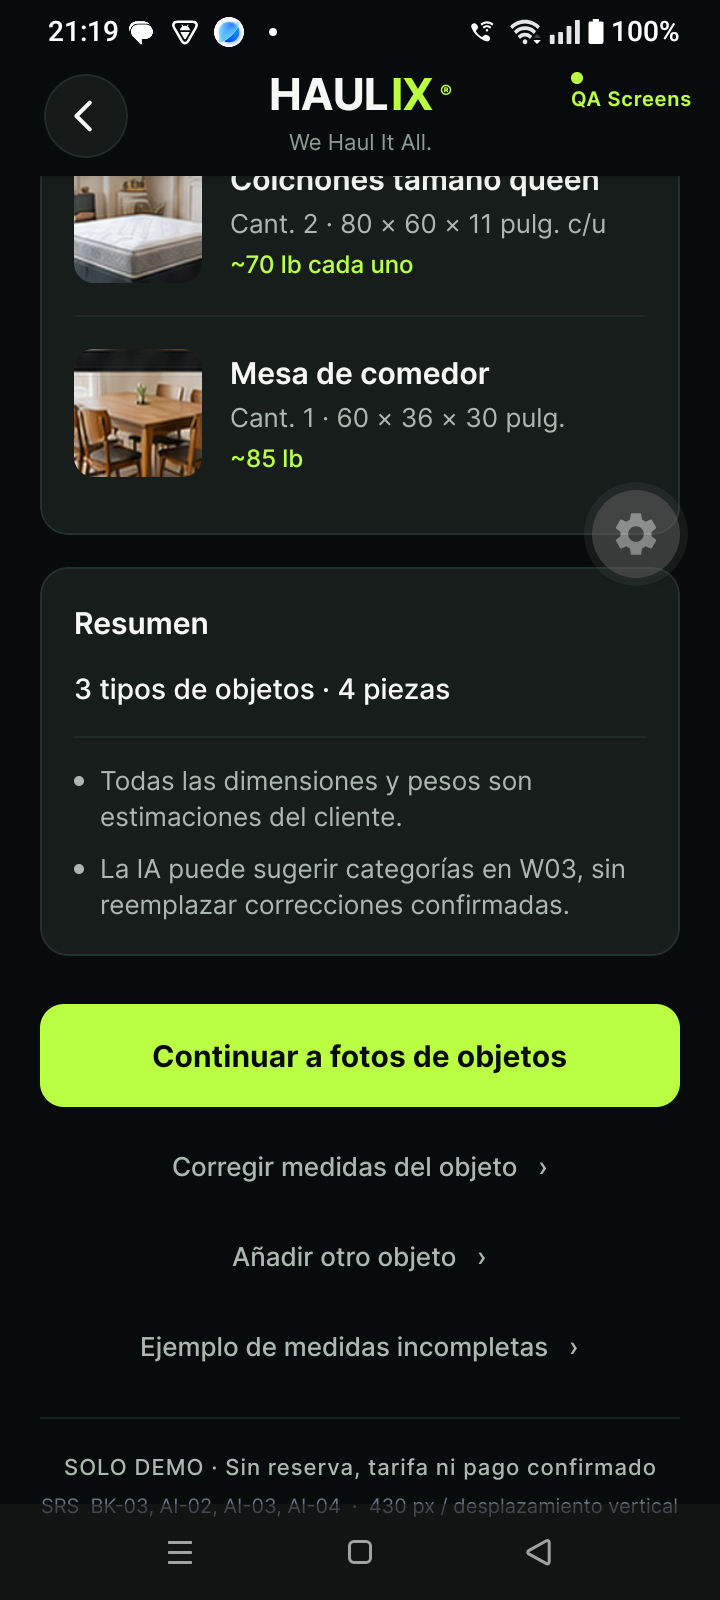 21:19
100%
HAULIX ®
QA Screens
We Haul It All.
Colchones tamaño queen
Cant. 2 · 80 × 60 × 11 pulg. c/u
~70 lb cada uno
Mesa de comedor
Cant. 1 · 60 × 36 × 30 pulg.
~85 lb
Resumen
3 tipos de objetos · 4 piezas
• Todas las dimensiones y pesos son
estimaciones del cliente.
• La IA puede sugerir categorías en W03, sin
reemplazar correcciones confirmadas.
Continuar a fotos de objetos
Corregir medidas del objeto ›
Añadir otro objeto ›
Ejemplo de medidas incompletas ›
SOLO DEMO · Sin reserva, tarifa ni pago confirmado
SRS BK-03, AI-02, AI-03, AI-04 · 430 px / desplazamiento vertical